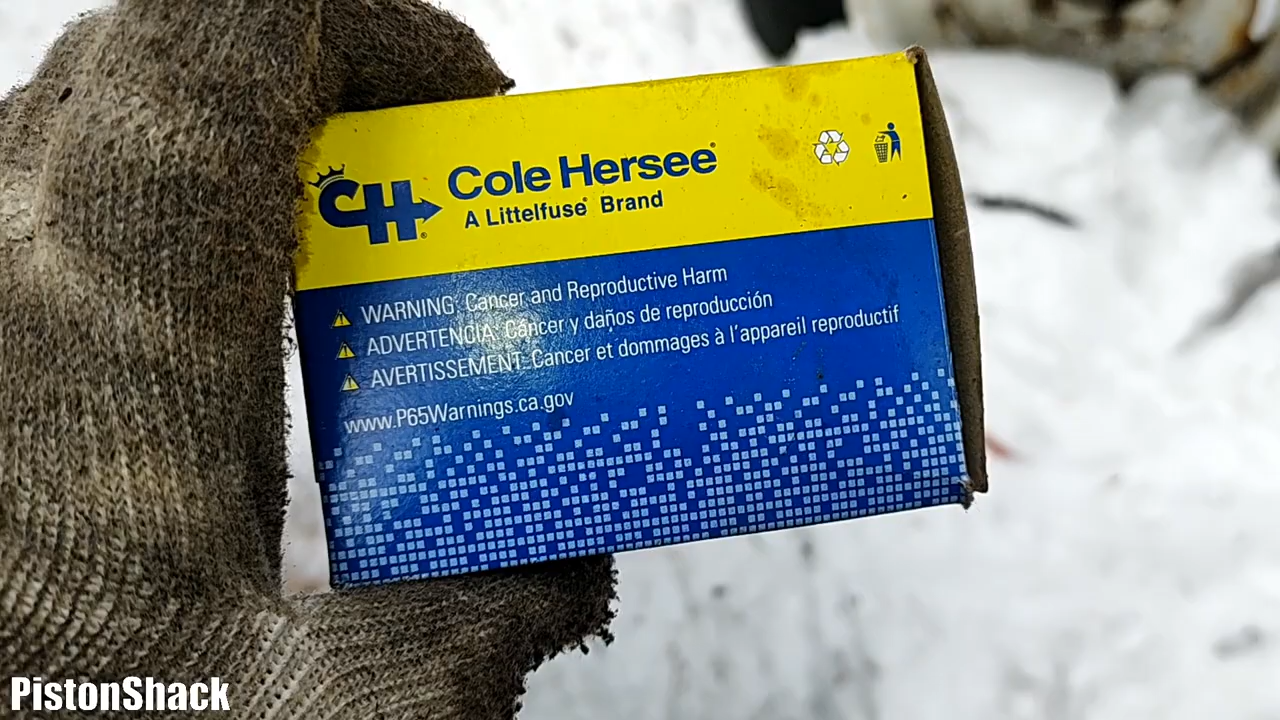 CH®
Cole Hersee®
A Littelfuse® Brand
WARNING: Cancer and Reproductive Harm
ADVERTENCIA: Cáncer y daños de reproducción
AVERTISSEMENT: Cancer et dommages à l'appareil reproductif
www.P65Warnings.ca.gov
PistonShack